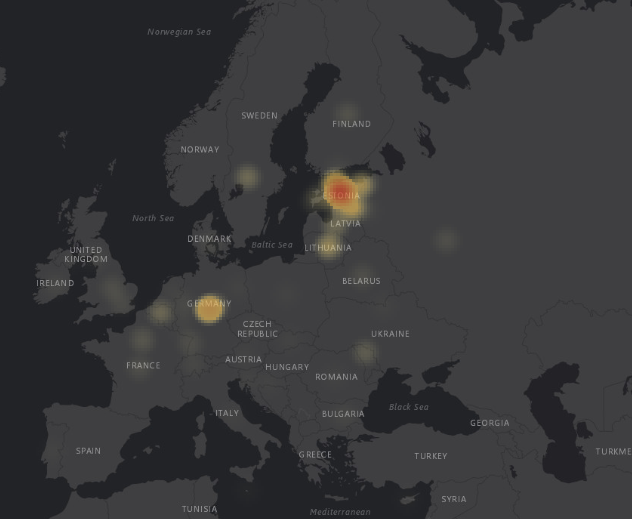 Norwegian Sea
SWEDEN
FINLAND
NORWAY
ESTONIA
North Sea
LATVIA
DENMARK
Baltic Sea
LITHUANIA
UNITED
KINGDOM
IRELAND
BELARUS
GERMANY
CZECH
REPUBLIC
UKRAINE
FRANCE
AUSTRIA
HUNGARY
ROMANIA
ITALY
BULGARIA
Black Sea
GEORGIA
SPAIN
GREECE
TURKEY
TURKME
SYRIA
TUNISIA
Mediterranean